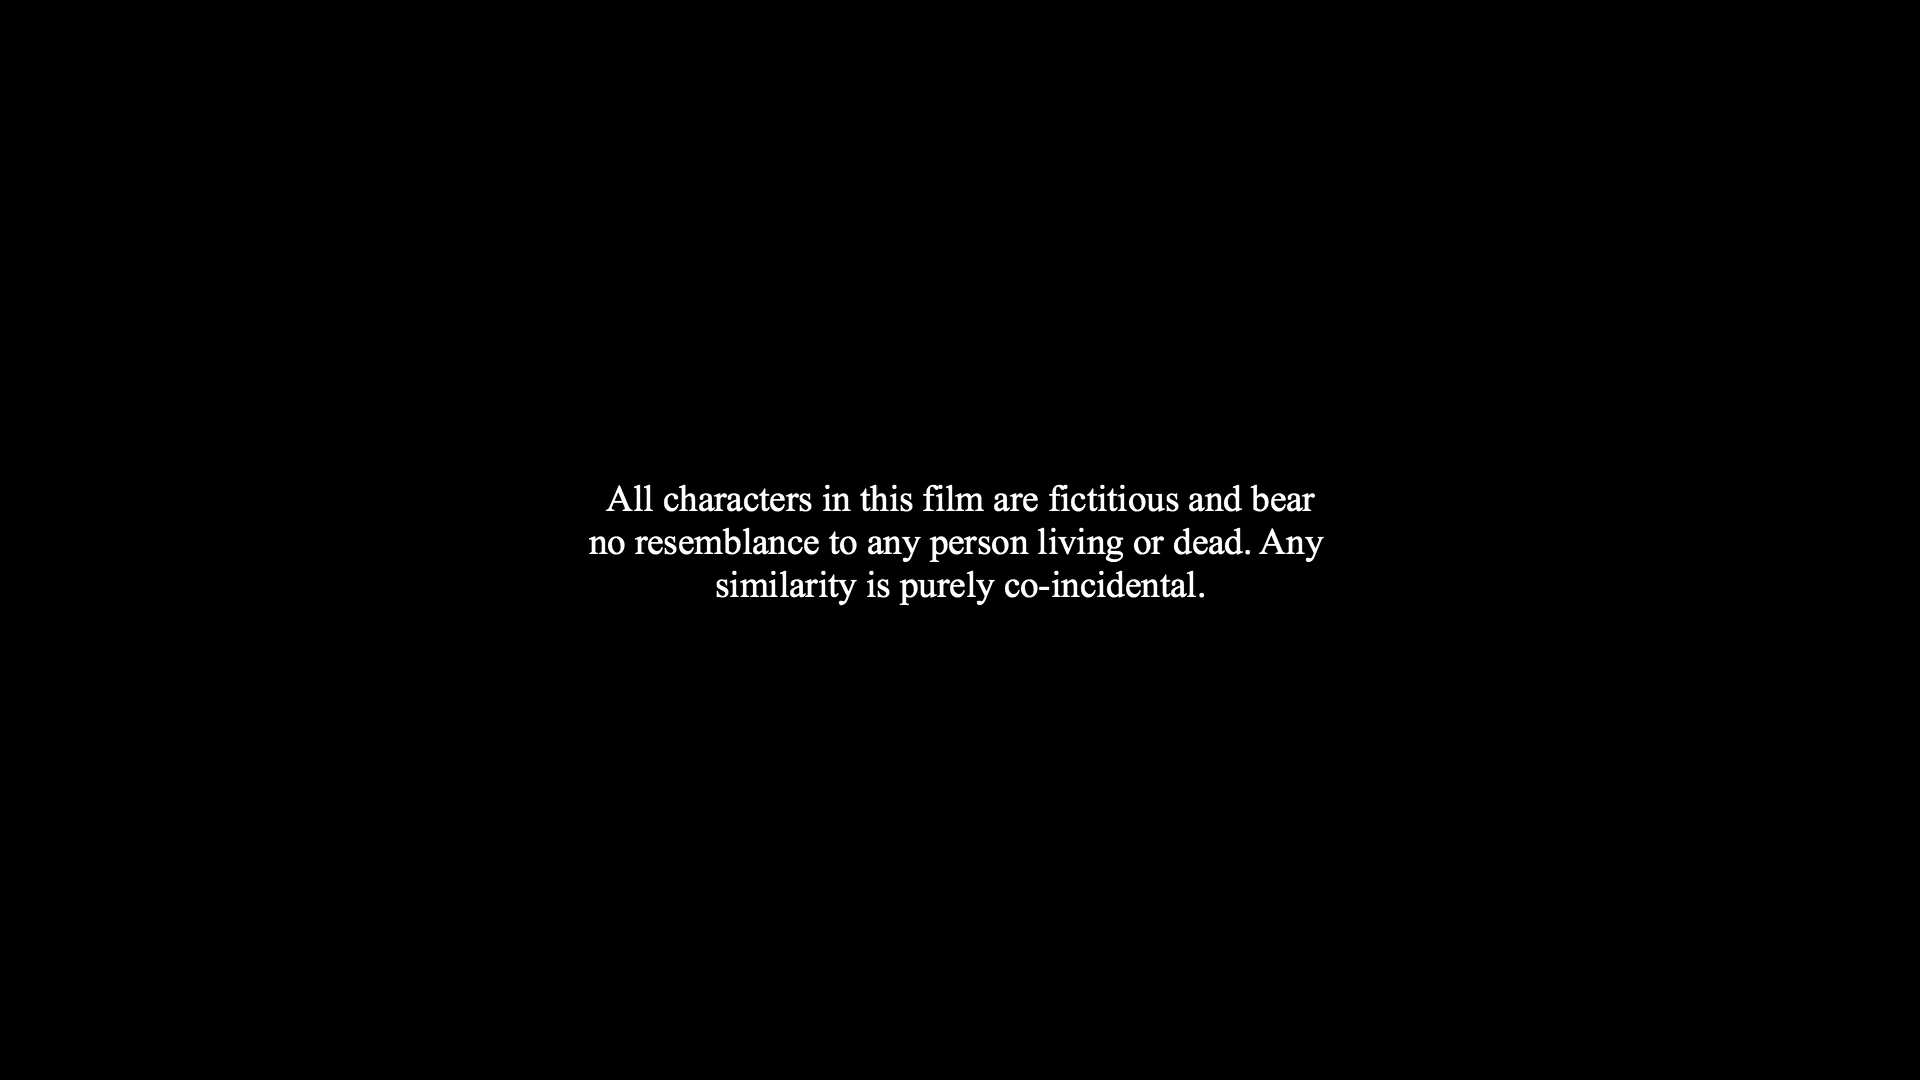 All characters in this film are fictitious and bear
no resemblance to any person living or dead. Any
similarity is purely co-incidental.